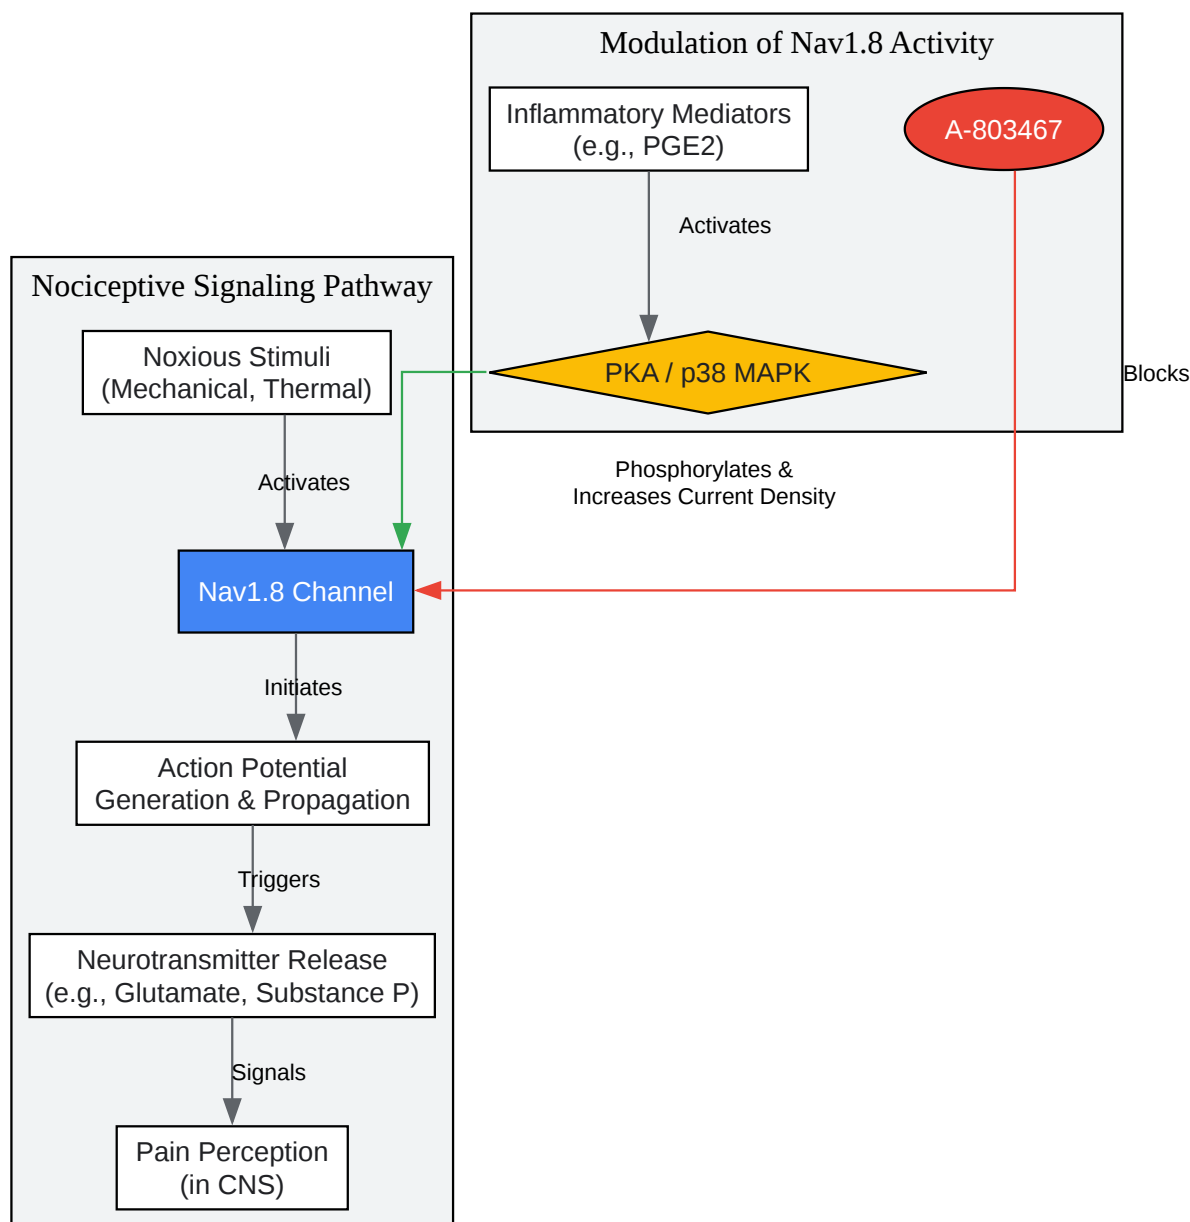 Modulation of Nav1.8 Activity
Inflammatory Mediators
(e.g., PGE2)
A-803467
Activates
Nociceptive Signaling Pathway
Noxious Stimuli
(Mechanical, Thermal)
PKA / p38 MAPK
Blocks
Activates
Phosphorylates &
Increases Current Density
Nav1.8 Channel
Initiates
Action Potential
Generation & Propagation
Triggers
Neurotransmitter Release
(e.g., Glutamate, Substance P)
Signals
Pain Perception
(in CNS)